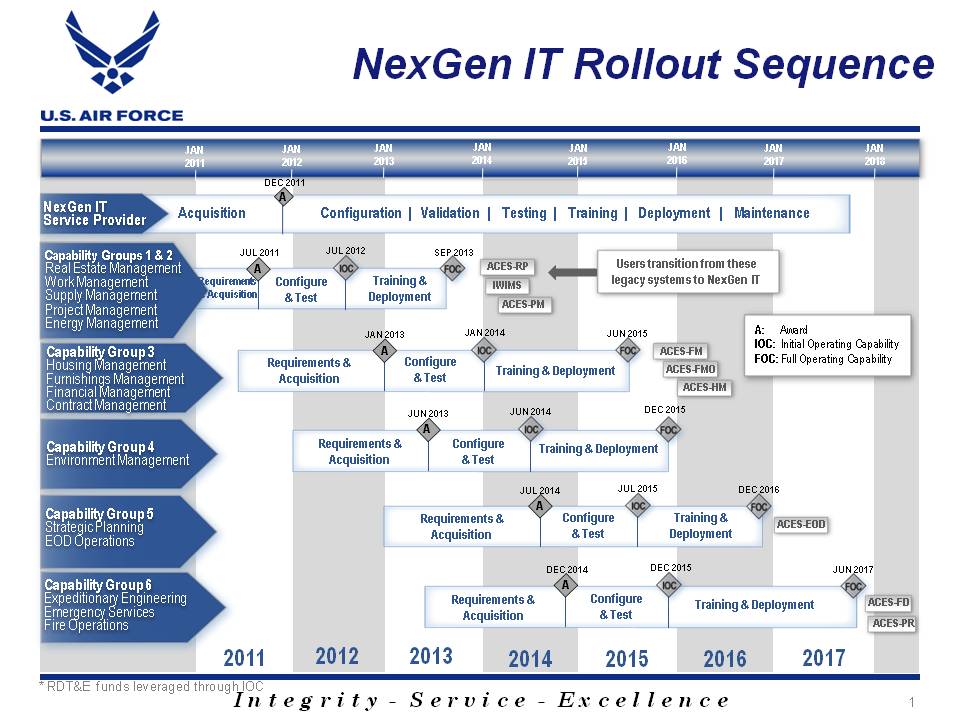 NexGen IT Rollout Sequence
U.S. AIR FORCE
JAN
2011
JAN
2012
JAN
2013
JAN
2014
JAN
2015
JAN
2016
JAN
2017
JAN
2018
NexGen IT
Service Provider
Acquisition
DEC 2011
A
Configuration | Validation | Testing | Training | Deployment | Maintenance
Capability Groups 1 & 2
Real Estate Management
Work Management
Supply Management
Project Management
Energy Management
Requirements
Acquisition
JUL 2011
A
Configure
& Test
JUL 2012
IOC
Training &
Deployment
SEP 2013
FOC
ACES-RP
IWIMS
ACES-PM
Users transition from these
legacy systems to NexGen IT
A: Award
IOC: Initial Operating Capability
FOC: Full Operating Capability
Capability Group 3
Housing Management
Furnishings Management
Financial Management
Contract Management
Requirements &
Acquisition
JAN 2013
A
Configure
& Test
JAN 2014
IOC
Training & Deployment
JUN 2015
FOC
ACES-FM
ACES-FMO
ACES-HM
Capability Group 4
Environment Management
Requirements &
Acquisition
JUN 2013
A
Configure
& Test
JUN 2014
IOC
Training & Deployment
DEC 2015
FOC
Capability Group 5
Strategic Planning
EOD Operations
Requirements &
Acquisition
JUL 2014
A
Configure
& Test
JUL 2015
IOC
Training &
Deployment
DEC 2016
FOC
ACES-EOD
Capability Group 6
Expeditionary Engineering
Emergency Services
Fire Operations
Requirements &
Acquisition
DEC 2014
A
Configure
& Test
DEC 2015
IOC
Training & Deployment
JUN 2017
FOC
ACES-FD
ACES-PR
2011
2012
2013
2014
2015
2016
2017
* RDT&E funds leveraged through IOC
Integrity - Service - Excellence
1